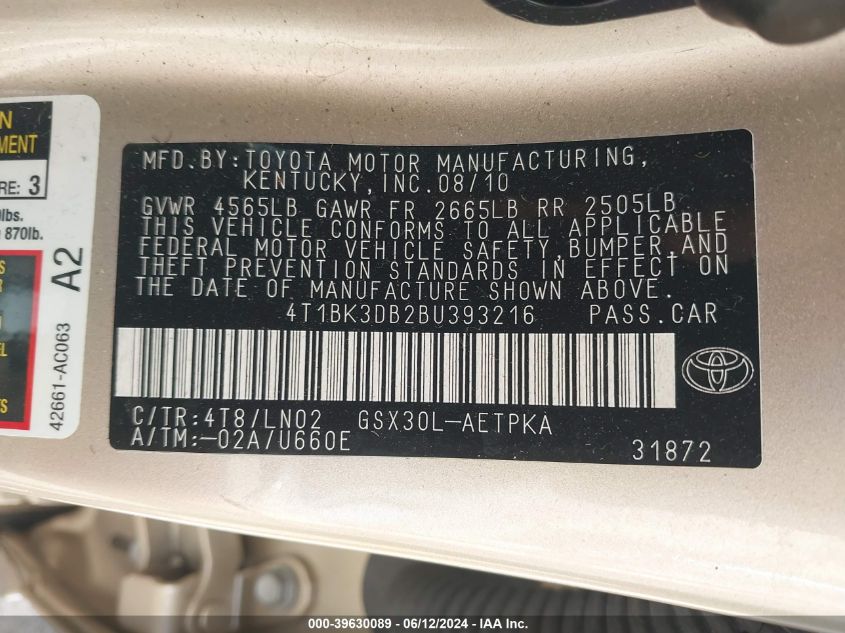 N
MENT
RE: 3
lbs.
870lb.
S
R
EL
TS
42661-AC063 A2
MFD.BY:TOYOTA MOTOR MANUFACTURING,
KENTUCKY,INC.08/10
GVWR 4565LB GAWR FR 2665LB RR 2505LB
THIS VEHICLE CONFORMS TO ALL APPLICABLE
FEDERAL MOTOR VEHICLE SAFETY,BUMPER,AND
THEFT PREVENTION STANDARDS IN EFFECT ON
THE DATE OF MANUFACTURE SHOWN ABOVE.
4T1BK3DB2BU393216 PASS.CAR
C/TR:4T8/LN02 GSX30L-AETPKA
A/TM:-02A/U660E 31872
000-39630089 - 06/12/2024 - IAA Inc.